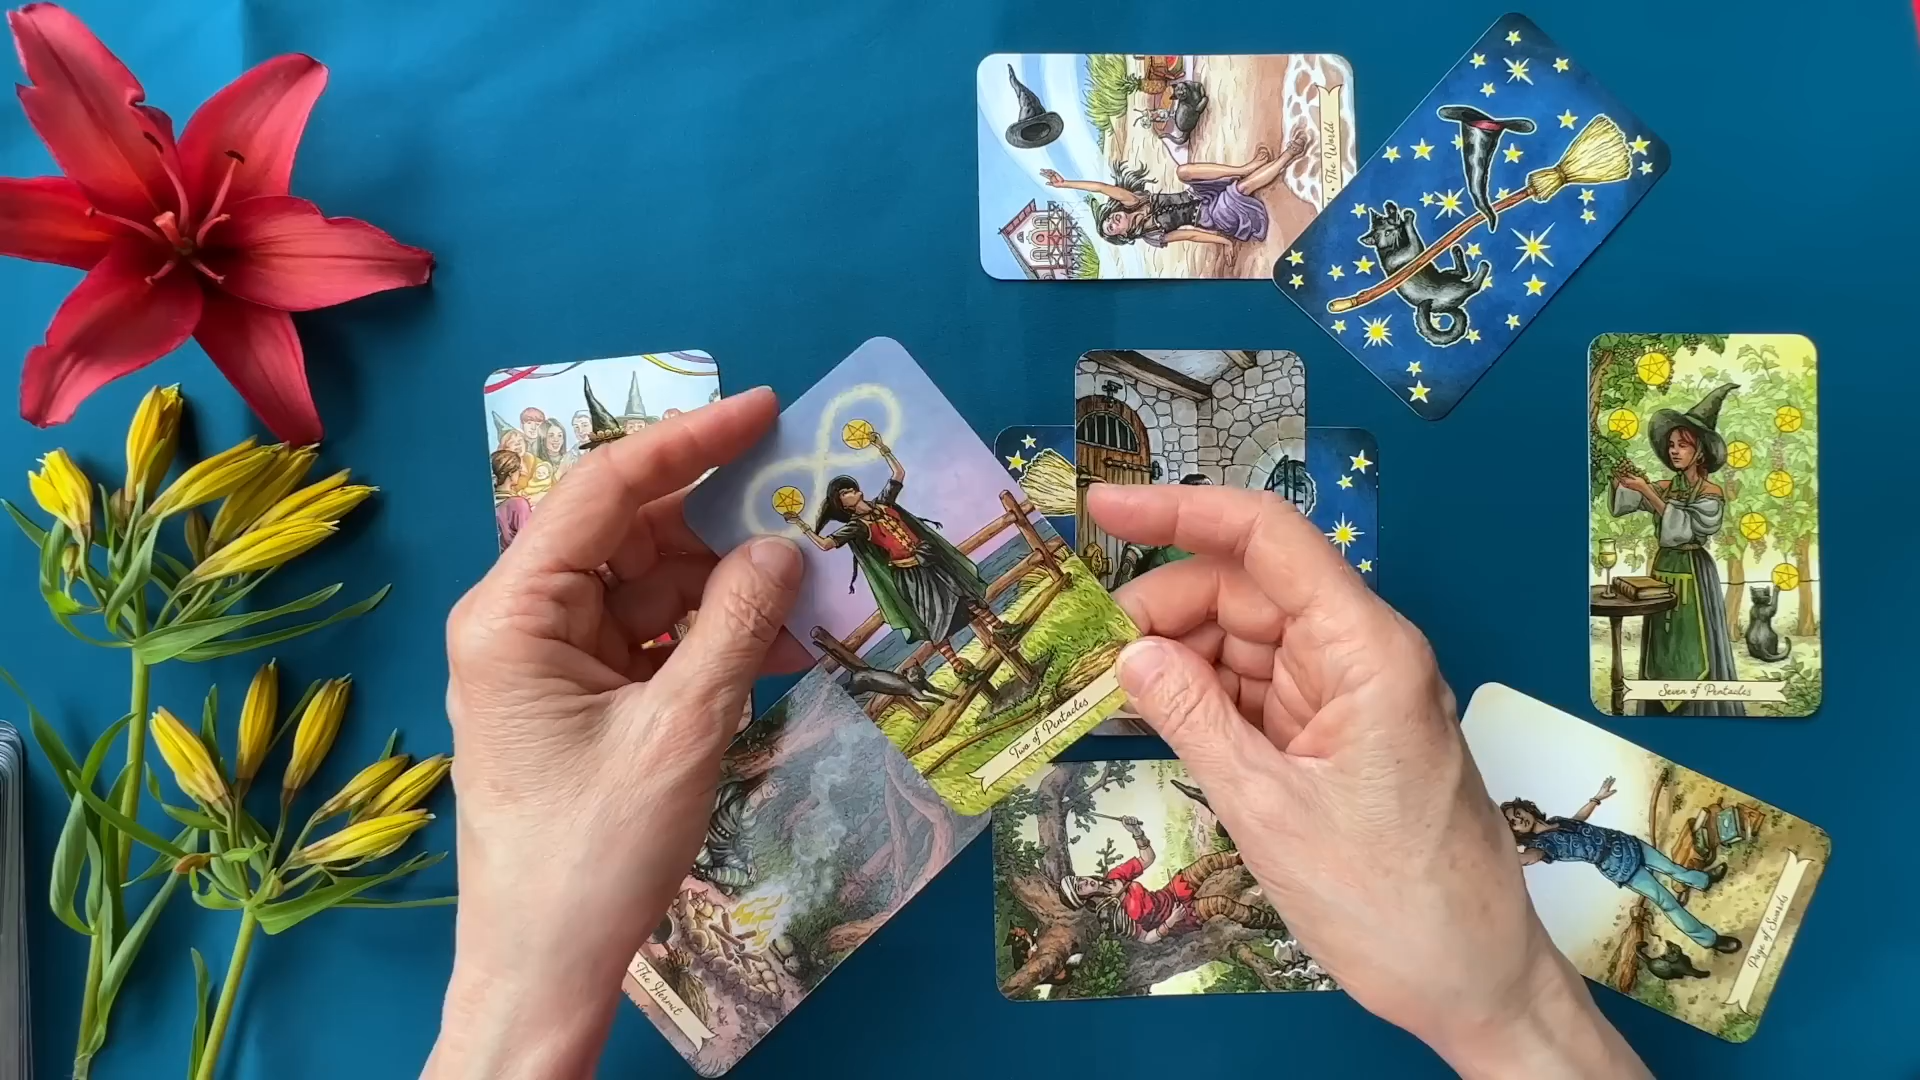 The World
Seven of Pentacles
Two of Pentacles
Page of Swords
The Hermit